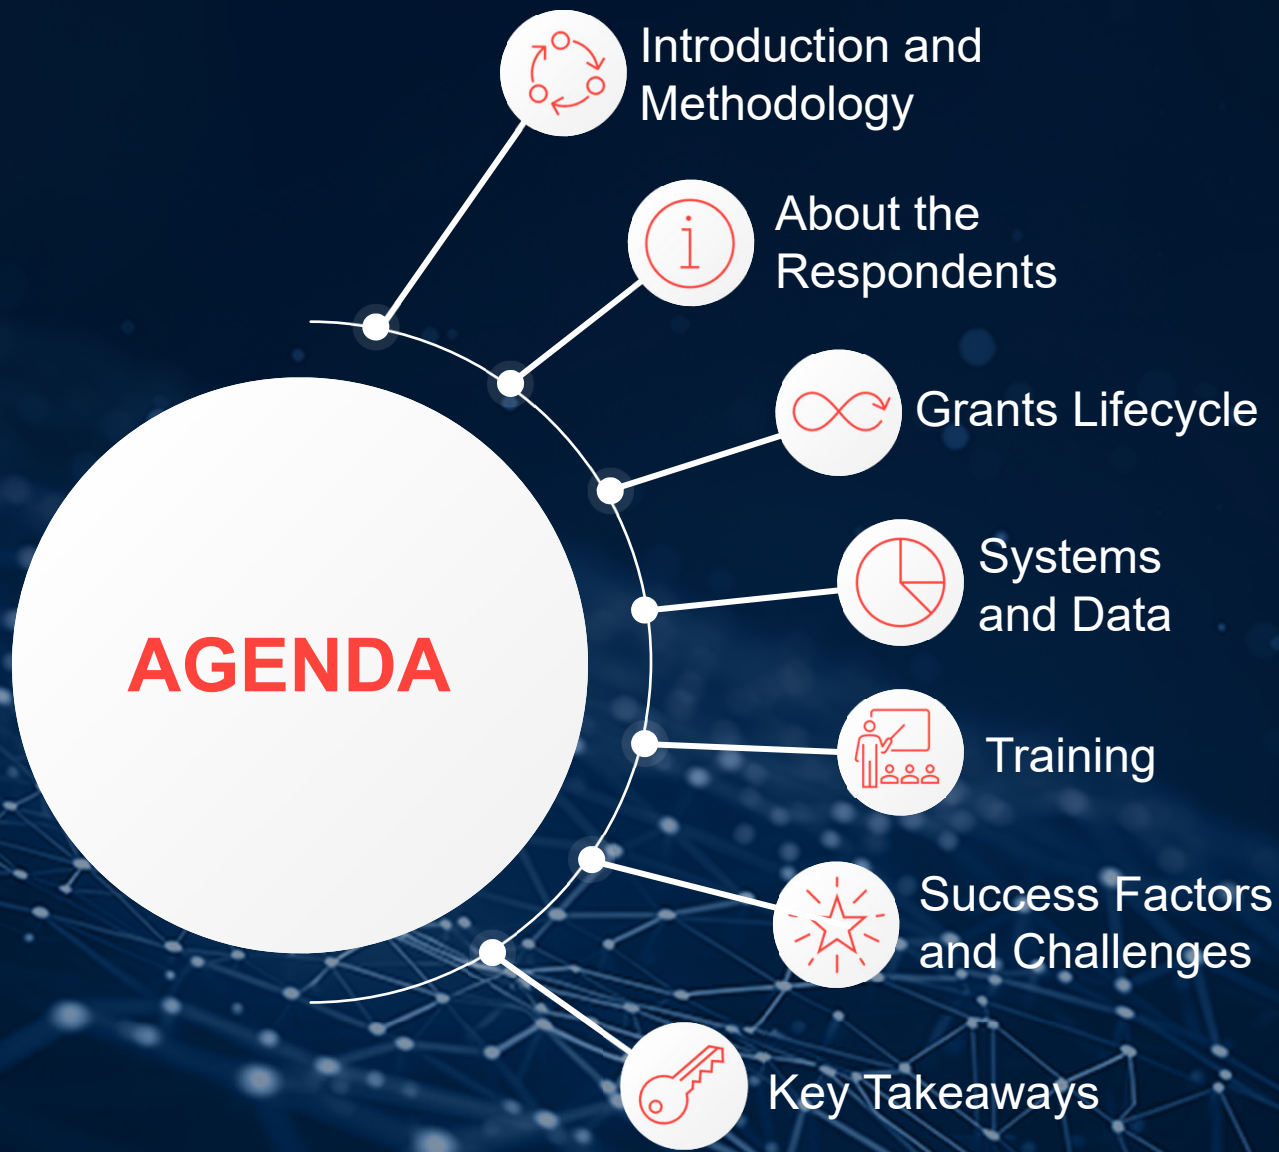 Introduction and
Methodology
About the
Respondents
Grants Lifecycle
Systems
and Data
AGENDA
Training
Success Factors
and Challenges
Key Takeaways